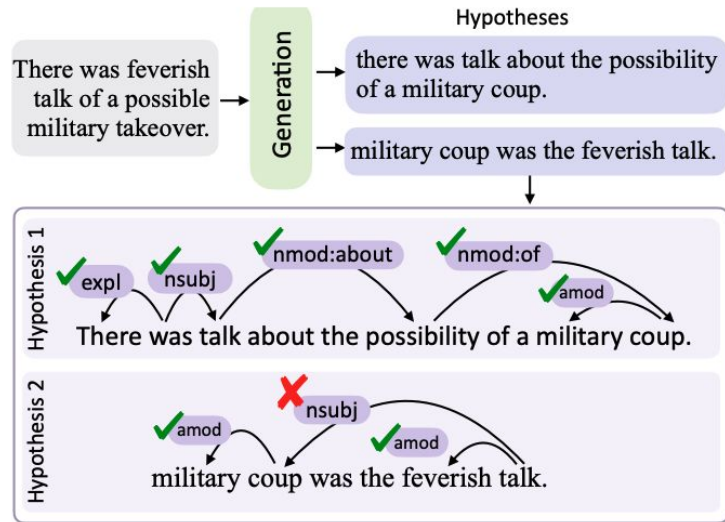 Hypotheses
There was feverish
talk of a possible
military takeover.
Generation
there was talk about the possibility
of a military coup.
military coup was the feverish talk.
Hypothesis 1
expl
nsubj
nmod:about
nmod:of
amod
There was talk about the possibility of a military coup.
Hypothesis 2
amod
nsubj
amod
military coup was the feverish talk.